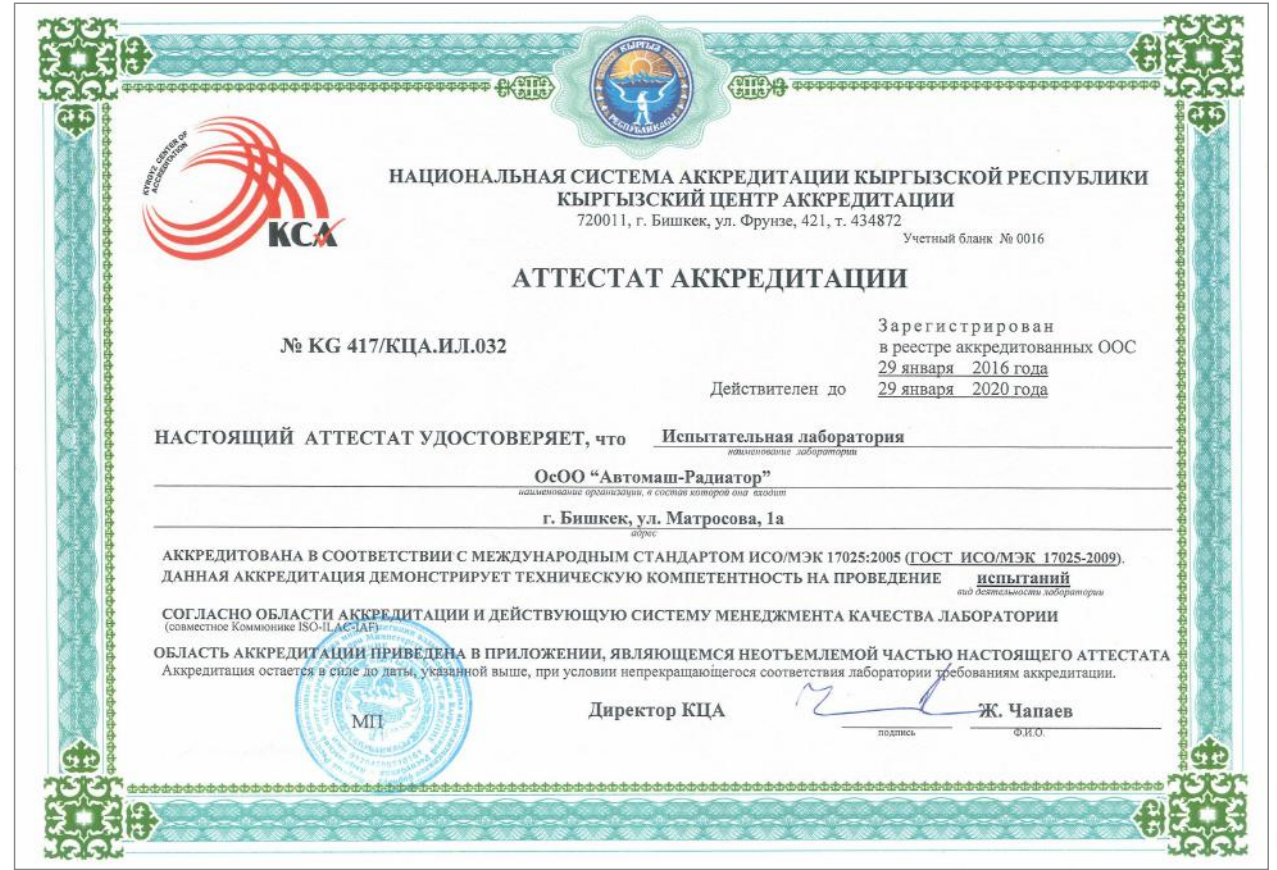 КЫРГЫЗ
РЕСПУБЛИКАСЫ
KYRGYZ CENTER OF
ACCREDITATION
KCA
НАЦИОНАЛЬНАЯ СИСТЕМА АККРЕДИТАЦИИ КЫРГЫЗСКОЙ РЕСПУБЛИКИ
КЫРГЫЗСКИЙ ЦЕНТР АККРЕДИТАЦИИ
720011, г. Бишкек, ул. Фрунзе, 421, т. 434872
Учетный бланк № 0016
АТТЕСТАТ АККРЕДИТАЦИИ
№ KG 417/КЦА.ИЛ.032
Зарегистрирован
в реестре аккредитованных ООС
29 января 2016 года
Действителен до 29 января 2020 года
НАСТОЯЩИЙ АТТЕСТАТ УДОСТОВЕРЯЕТ, что Испытательная лаборатория
наименование лаборатории
ОсОО “Автомаш-Радиатор”
наименование организации, в состав которой она входит
г. Бишкек, ул. Матросова, 1а
адрес
АККРЕДИТОВАНА В СООТВЕТСТВИИ С МЕЖДУНАРОДНЫМ СТАНДАРТОМ ИСО/МЭК 17025:2005 (ГОСТ ИСО/МЭК 17025-2009).
ДАННАЯ АККРЕДИТАЦИЯ ДЕМОНСТРИРУЕТ ТЕХНИЧЕСКУЮ КОМПЕТЕНТНОСТЬ НА ПРОВЕДЕНИЕ испытаний
вид деятельности лаборатории
СОГЛАСНО ОБЛАСТИ АККРЕДИТАЦИИ И ДЕЙСТВУЮЩУЮ СИСТЕМУ МЕНЕДЖМЕНТА КАЧЕСТВА ЛАБОРАТОРИИ
(совместное Коммюнике ISO-ILAC-IAF)
ОБЛАСТЬ АККРЕДИТАЦИИ ПРИВЕДЕНА В ПРИЛОЖЕНИИ, ЯВЛЯЮЩЕМСЯ НЕОТЪЕМЛЕМОЙ ЧАСТЬЮ НАСТОЯЩЕГО АТТЕСТАТА
Аккредитация остается в силе до даты, указанной выше, при условии непрекращающегося соответствия лаборатории требованиям аккредитации.
МП
Директор КЦА
Ж. Чапаев
подпись
Ф.И.О.